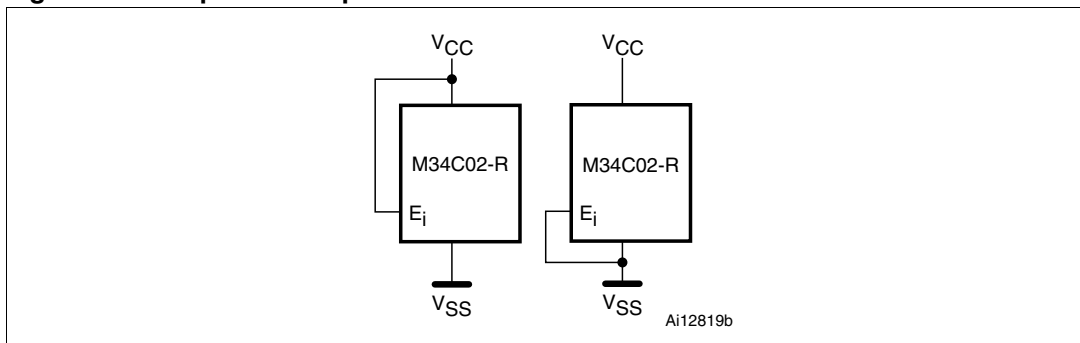 VCC VCC
M34C02-R M34C02-R
Ei Ei
VSS VSS
Ai12819b